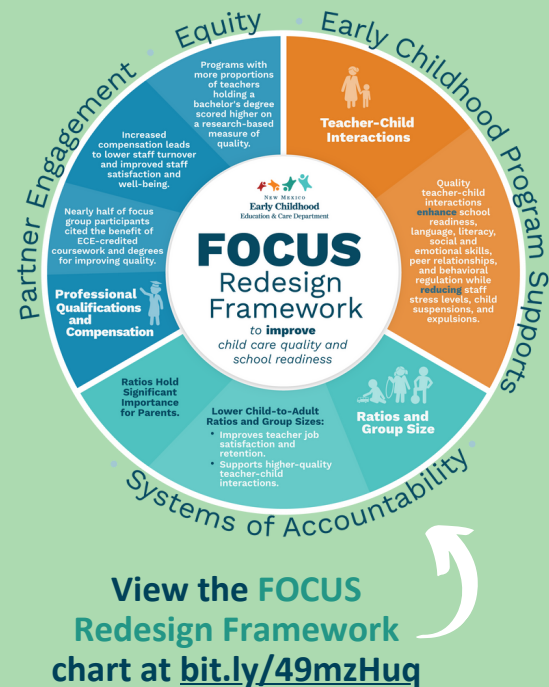 Partner Engagement • Equity • Early Childhood Program Supports •
Systems of Accountability •
Programs with
more proportions
of teachers
holding a
bachelor's degree
scored higher on
a research-based
measure of
quality.
Increased
compensation leads
to lower staff turnover
and improved staff
satisfaction and
well-being.
Nearly half of focus
group participants
cited the benefit of
ECE-credited
coursework and degrees
for improving quality.
Professional
Qualifications
and
Compensation
Teacher-Child
Interactions
Quality
teacher-child
interactions
enhance school
readiness,
language, literacy,
social and
emotional skills,
peer relationships,
and behavioral
regulation while
reducing staff
stress levels, child
suspensions, and
expulsions.
New Mexico
Early Childhood
Education & Care Department
FOCUS
Redesign
Framework
to improve
child care quality and
school readiness
Ratios Hold
Significant
Importance
for Parents.
Lower Child-to-Adult
Ratios and Group Sizes:
• Improves teacher job
satisfaction and
retention.
• Supports higher-quality
teacher-child
interactions.
Ratios and
Group Size
View the FOCUS
Redesign Framework
chart at bit.ly/49mzHuq